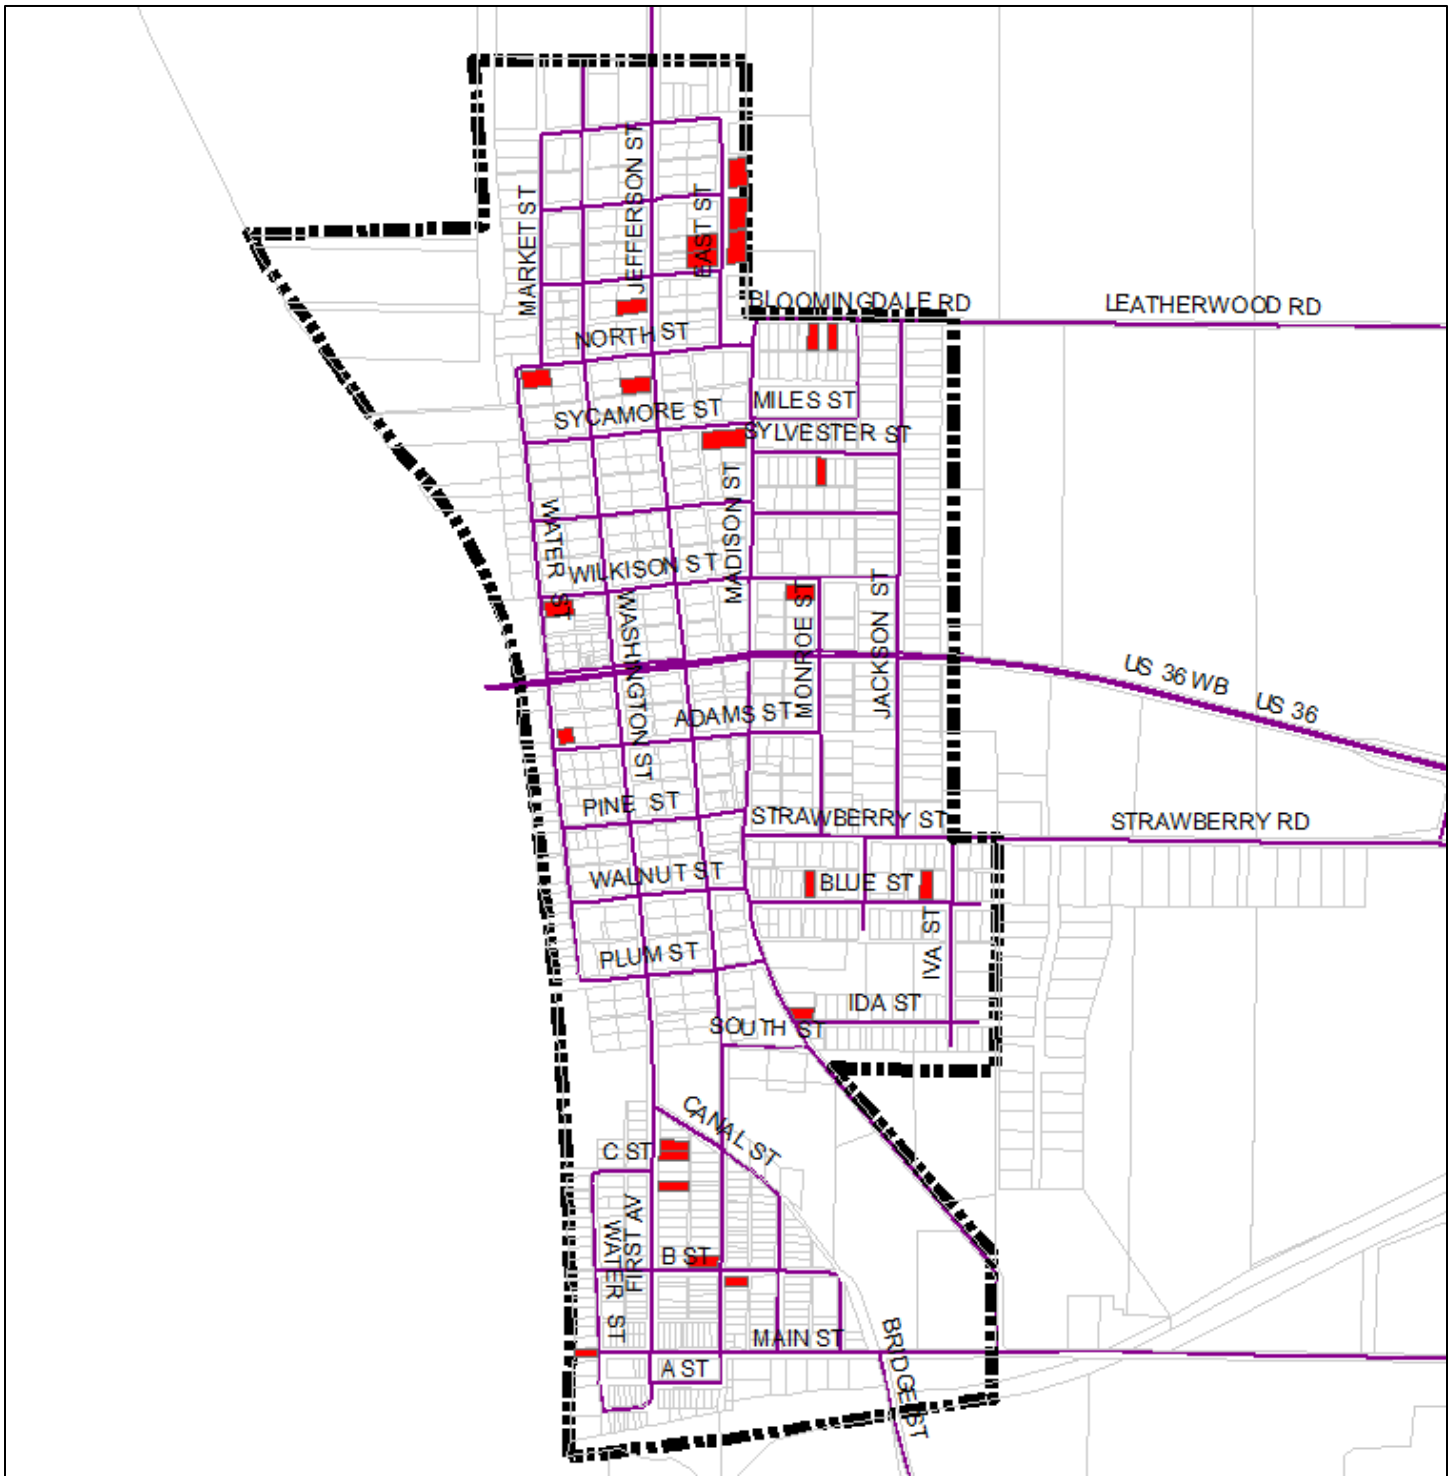 MARKET ST
JEFFERSON ST
EAST ST
BLOOMINGDALE RD
LEATHERWOOD RD
NORTH ST
MILES ST
SYCAMORE ST
SYLVESTER ST
WATER ST
MADISON ST
WILKISON ST
WASHINGTON ST
MONROE ST
JACKSON ST
US 36 WB
US 36
ADAMS ST
PINE ST
STRAWBERRY ST
STRAWBERRY RD
WALNUT ST
BLUE ST
IVA ST
PLUM ST
IDA ST
SOUTH ST
CANAL ST
C ST
FIRST AV
WATER ST
B ST
MAIN ST
BRIDGE ST
A ST